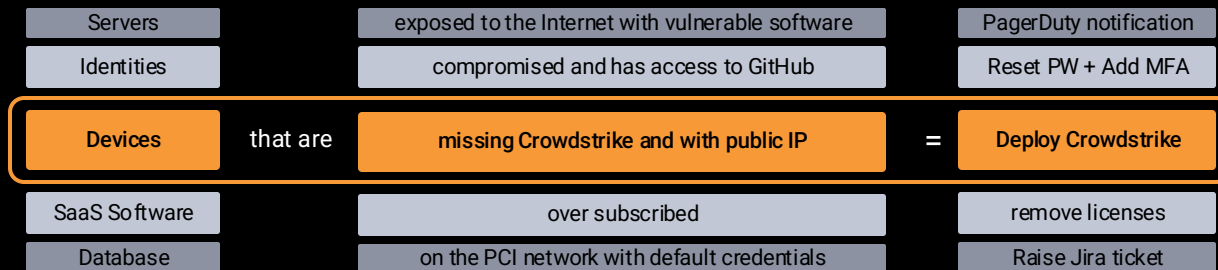 Servers exposed to the Internet with vulnerable software PagerDuty notification
Identities compromised and has access to GitHub Reset PW + Add MFA
Devices that are missing Crowdstrike and with public IP = Deploy Crowdstrike
SaaS Software over subscribed remove licenses
Database on the PCI network with default credentials Raise Jira ticket